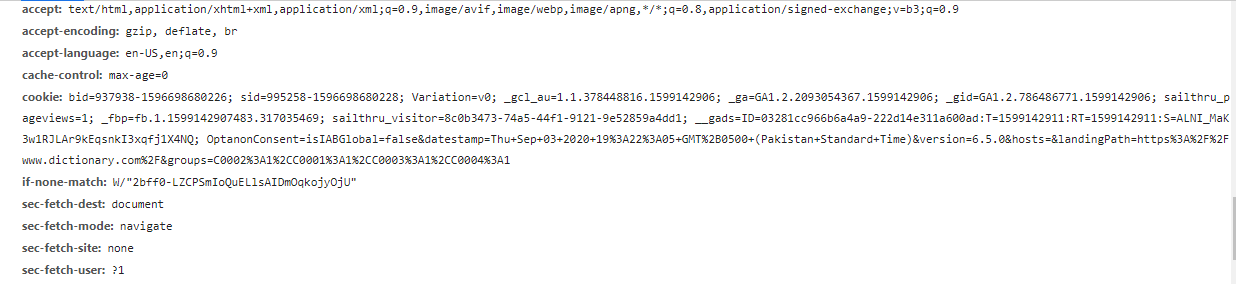 accept: text/html,application/xhtml+xml,application/xml;q=0.9,image/avif,image/webp,image/apng,*/*;q=0.8,application/signed-exchange;v=b3;q=0.9
accept-encoding: gzip, deflate, br
accept-language: en-US,en;q=0.9
cache-control: max-age=0
cookie: bid=937938-1596698680226; sid=995258-1596698680228; Variation=v0; _gcl_au=1.1.378448816.1599142906; _ga=GA1.2.2093054367.1599142906; _gid=GA1.2.786486771.1599142906; sailthru_p
ageviews=1; _fbp=fb.1.1599142907483.317035469; sailthru_visitor=8c0b3473-74a5-44f1-9121-9e52859a4dd1; __gads=ID=03281cc966b6a4a9-222d14e311a600ad:T=1599142911:RT=1599142911:S=ALNI_MaK
3w1RJLAr9kEqsnkI3xqfj1X4NQ; OptanonConsent=isIABGlobal=false&datestamp=Thu+Sep+03+2020+19%3A22%3A05+GMT%2B0500+(Pakistan+Standard+Time)&version=6.5.0&hosts=&landingPath=https%3A%2F%2F
www.dictionary.com%2F&groups=C0002%3A1%2CC0001%3A1%2CC0003%3A1%2CC0004%3A1
if-none-match: W/"2bff0-LZCPSmIoQuELlsAIDmOqkojyOjU"
sec-fetch-dest: document
sec-fetch-mode: navigate
sec-fetch-site: none
sec-fetch-user: ?1